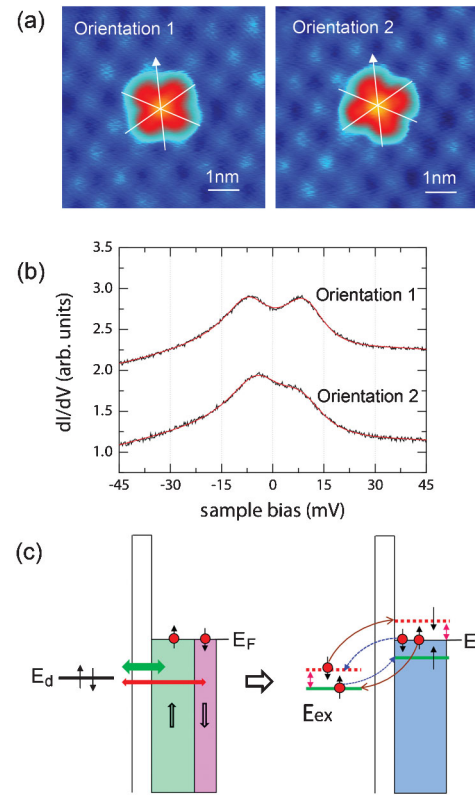 (a)
Orientation 1
Orientation 2
1nm
1nm
(b)
3.5
3.0
2.5
2.0
1.5
1.0
dI/dV (arb. units)
Orientation 1
Orientation 2
-45
-30
-15
0
15
30
45
sample bias (mV)
(c)
E_F
E_d
E
Eex